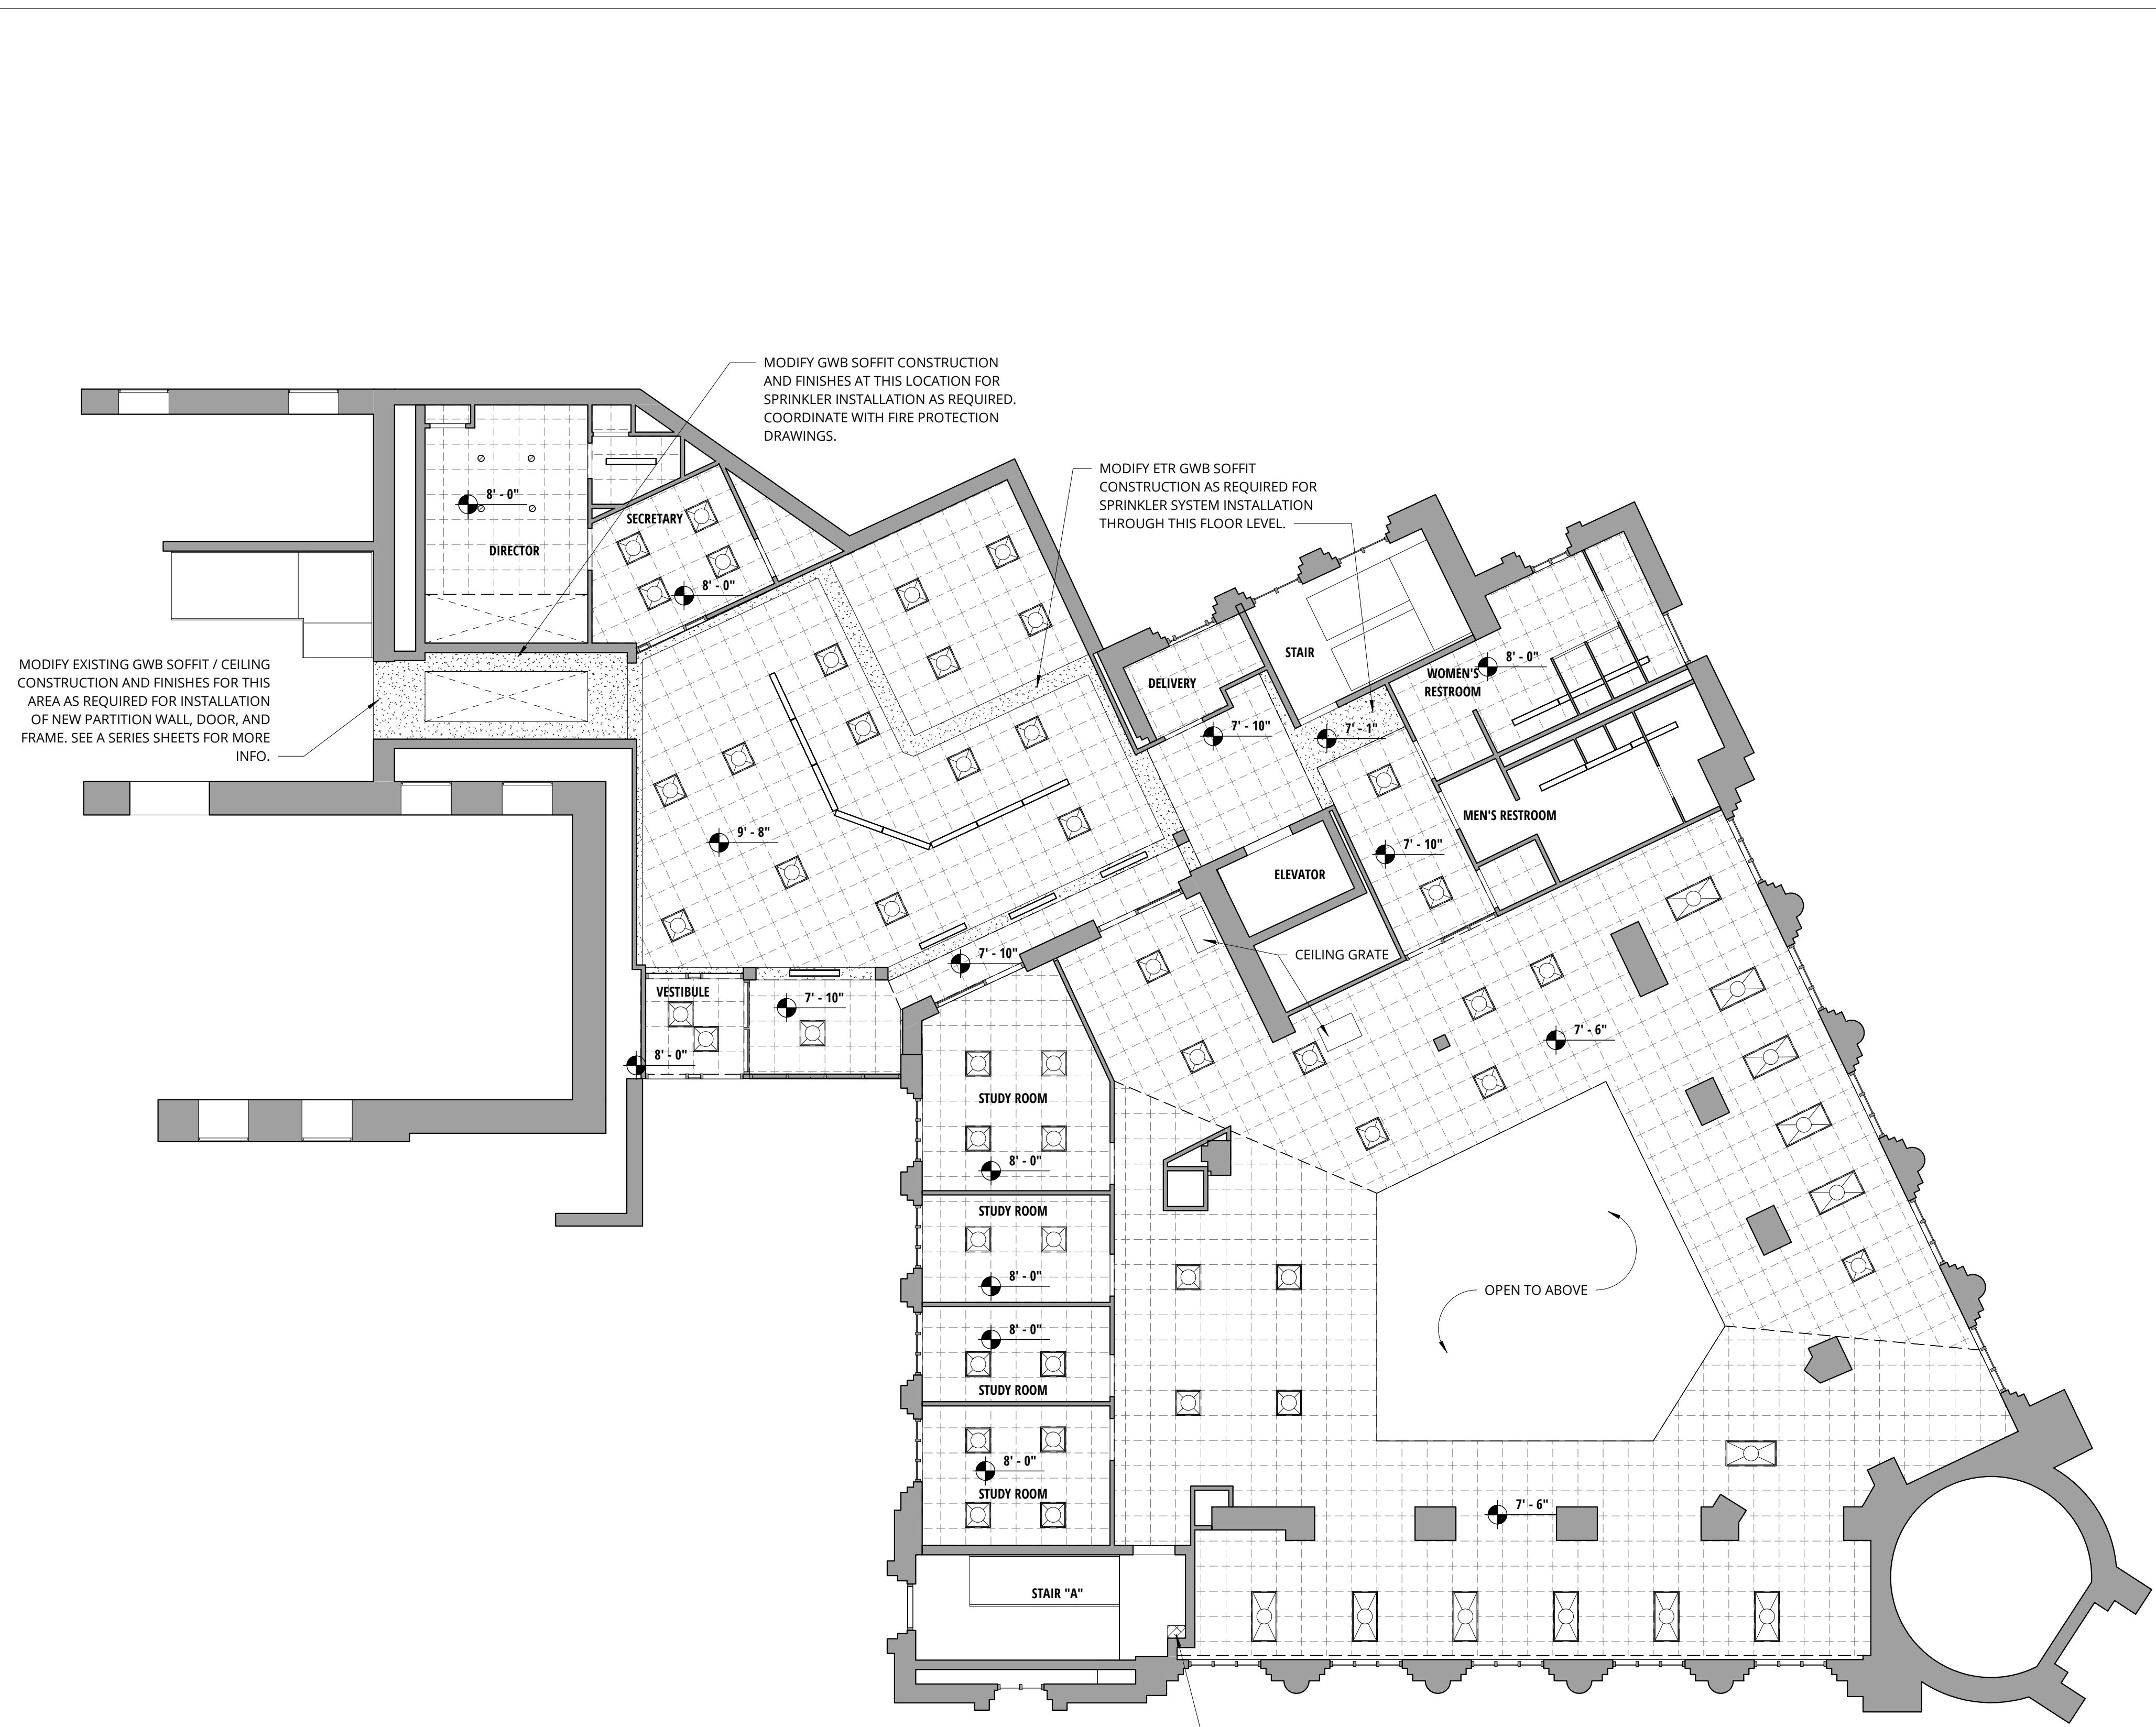 MODIFY GWB SOFFIT CONSTRUCTION
AND FINISHES AT THIS LOCATION FOR
SPRINKLER INSTALLATION AS REQUIRED.
COORDINATE WITH FIRE PROTECTION
DRAWINGS.
MODIFY ETR GWB SOFFIT
CONSTRUCTION AS REQUIRED FOR
SPRINKLER SYSTEM INSTALLATION
THROUGH THIS FLOOR LEVEL.
8' - 0"
DIRECTOR
SECRETARY
8' - 0"
MODIFY EXISTING GWB SOFFIT / CEILING
CONSTRUCTION AND FINISHES FOR THIS
AREA AS REQUIRED FOR INSTALLATION
OF NEW PARTITION WALL, DOOR, AND
FRAME. SEE A SERIES SHEETS FOR MORE
INFO.
STAIR
DELIVERY
8' - 0"
WOMEN'S
RESTROOM
7' - 10"
7' - 1"
MEN'S RESTROOM
9' - 8"
7' - 10"
ELEVATOR
CEILING GRATE
7' - 10"
VESTIBULE
7' - 10"
8' - 0"
7' - 6"
STUDY ROOM
8' - 0"
STUDY ROOM
8' - 0"
OPEN TO ABOVE
8' - 0"
STUDY ROOM
8' - 0"
STUDY ROOM
7' - 6"
STAIR "A"